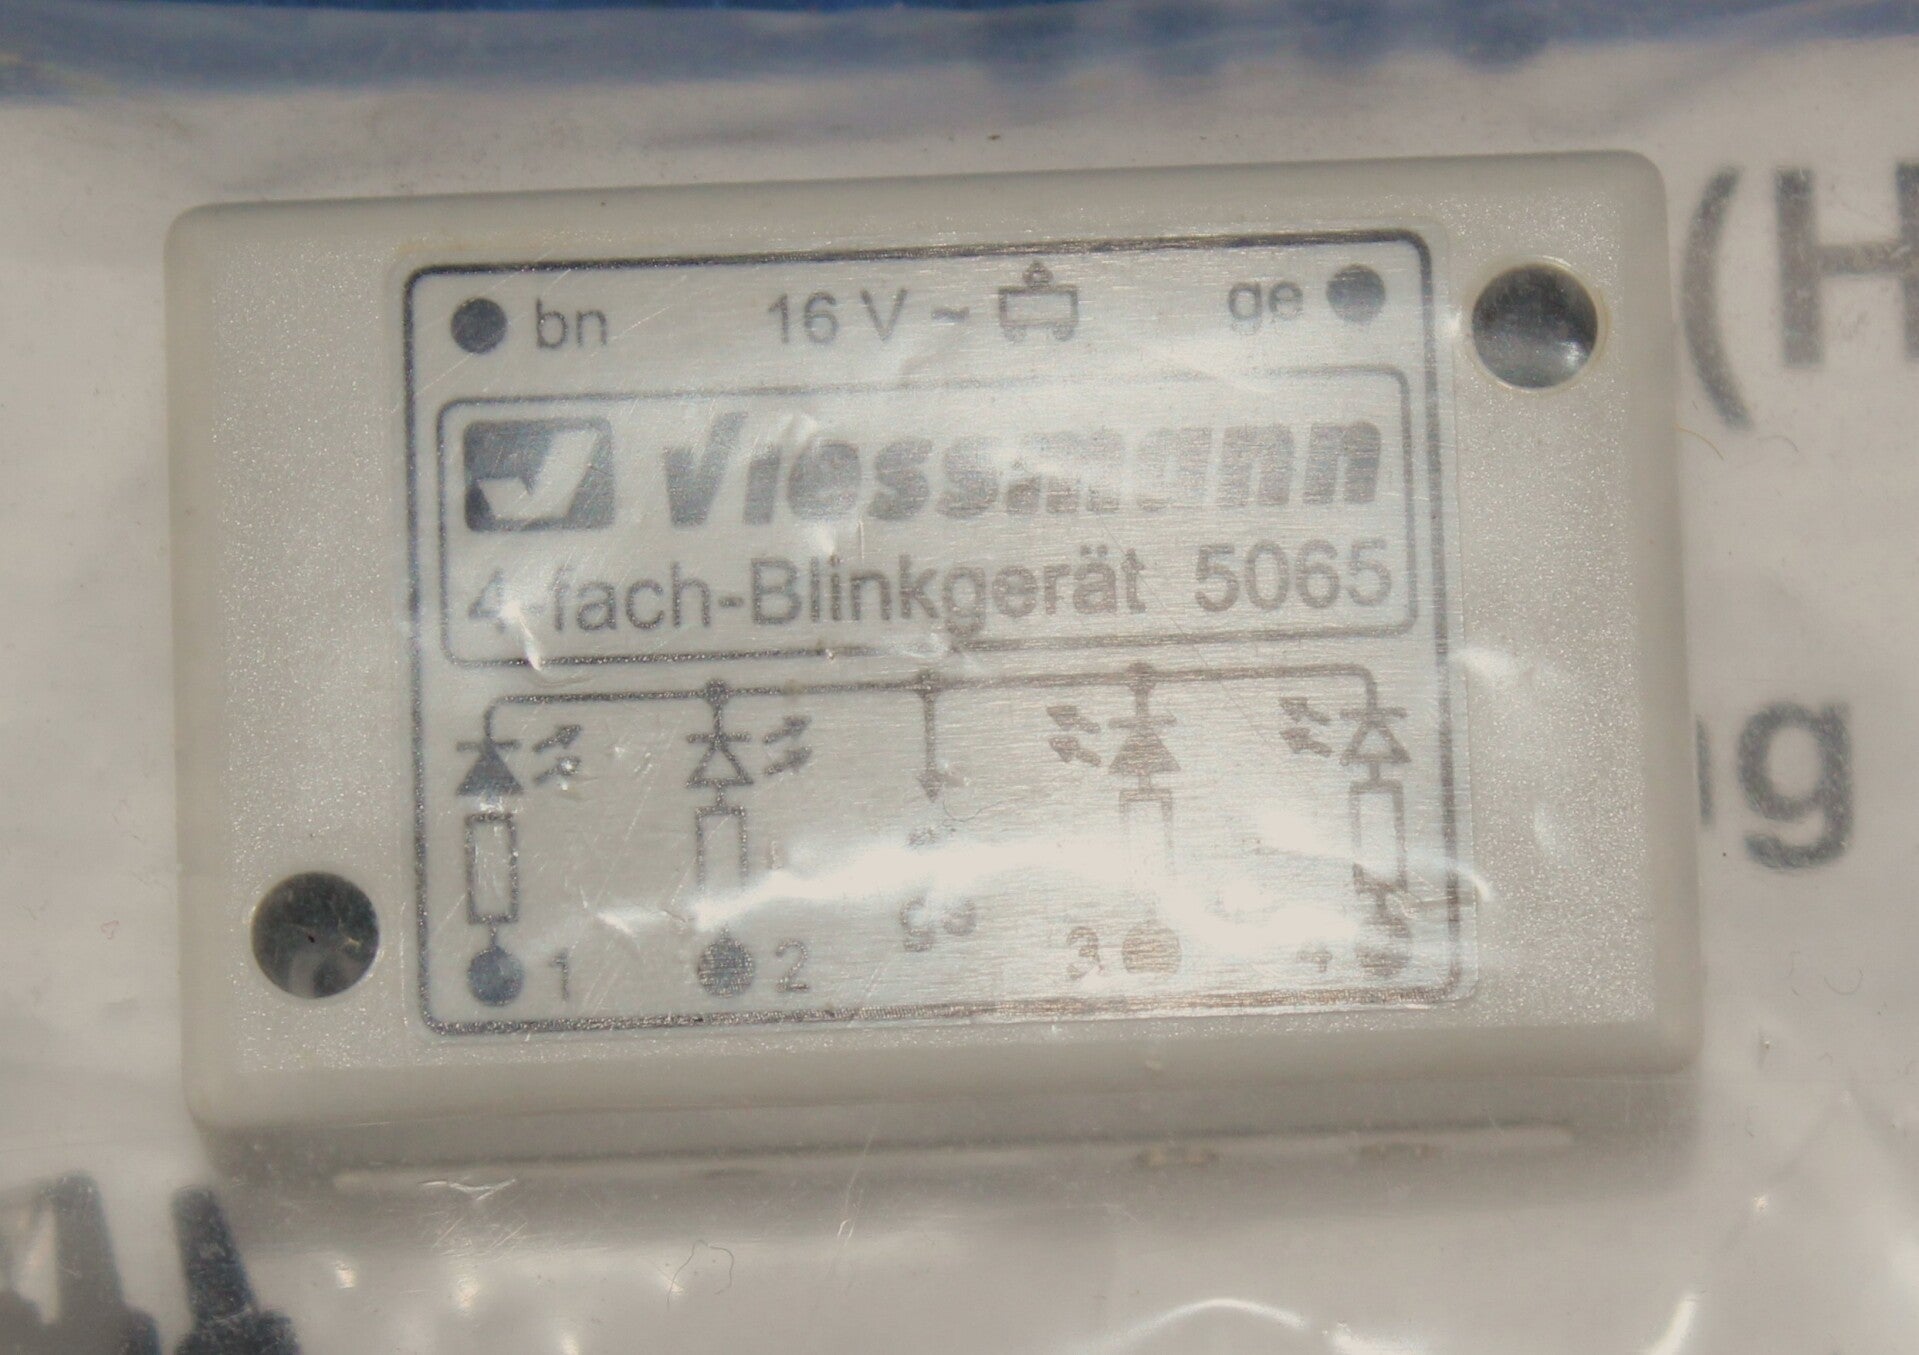 bn 16 V ~ ge
Viessmann
4-fach-Blinkgerät 5065
1 2 3 4
(H
g